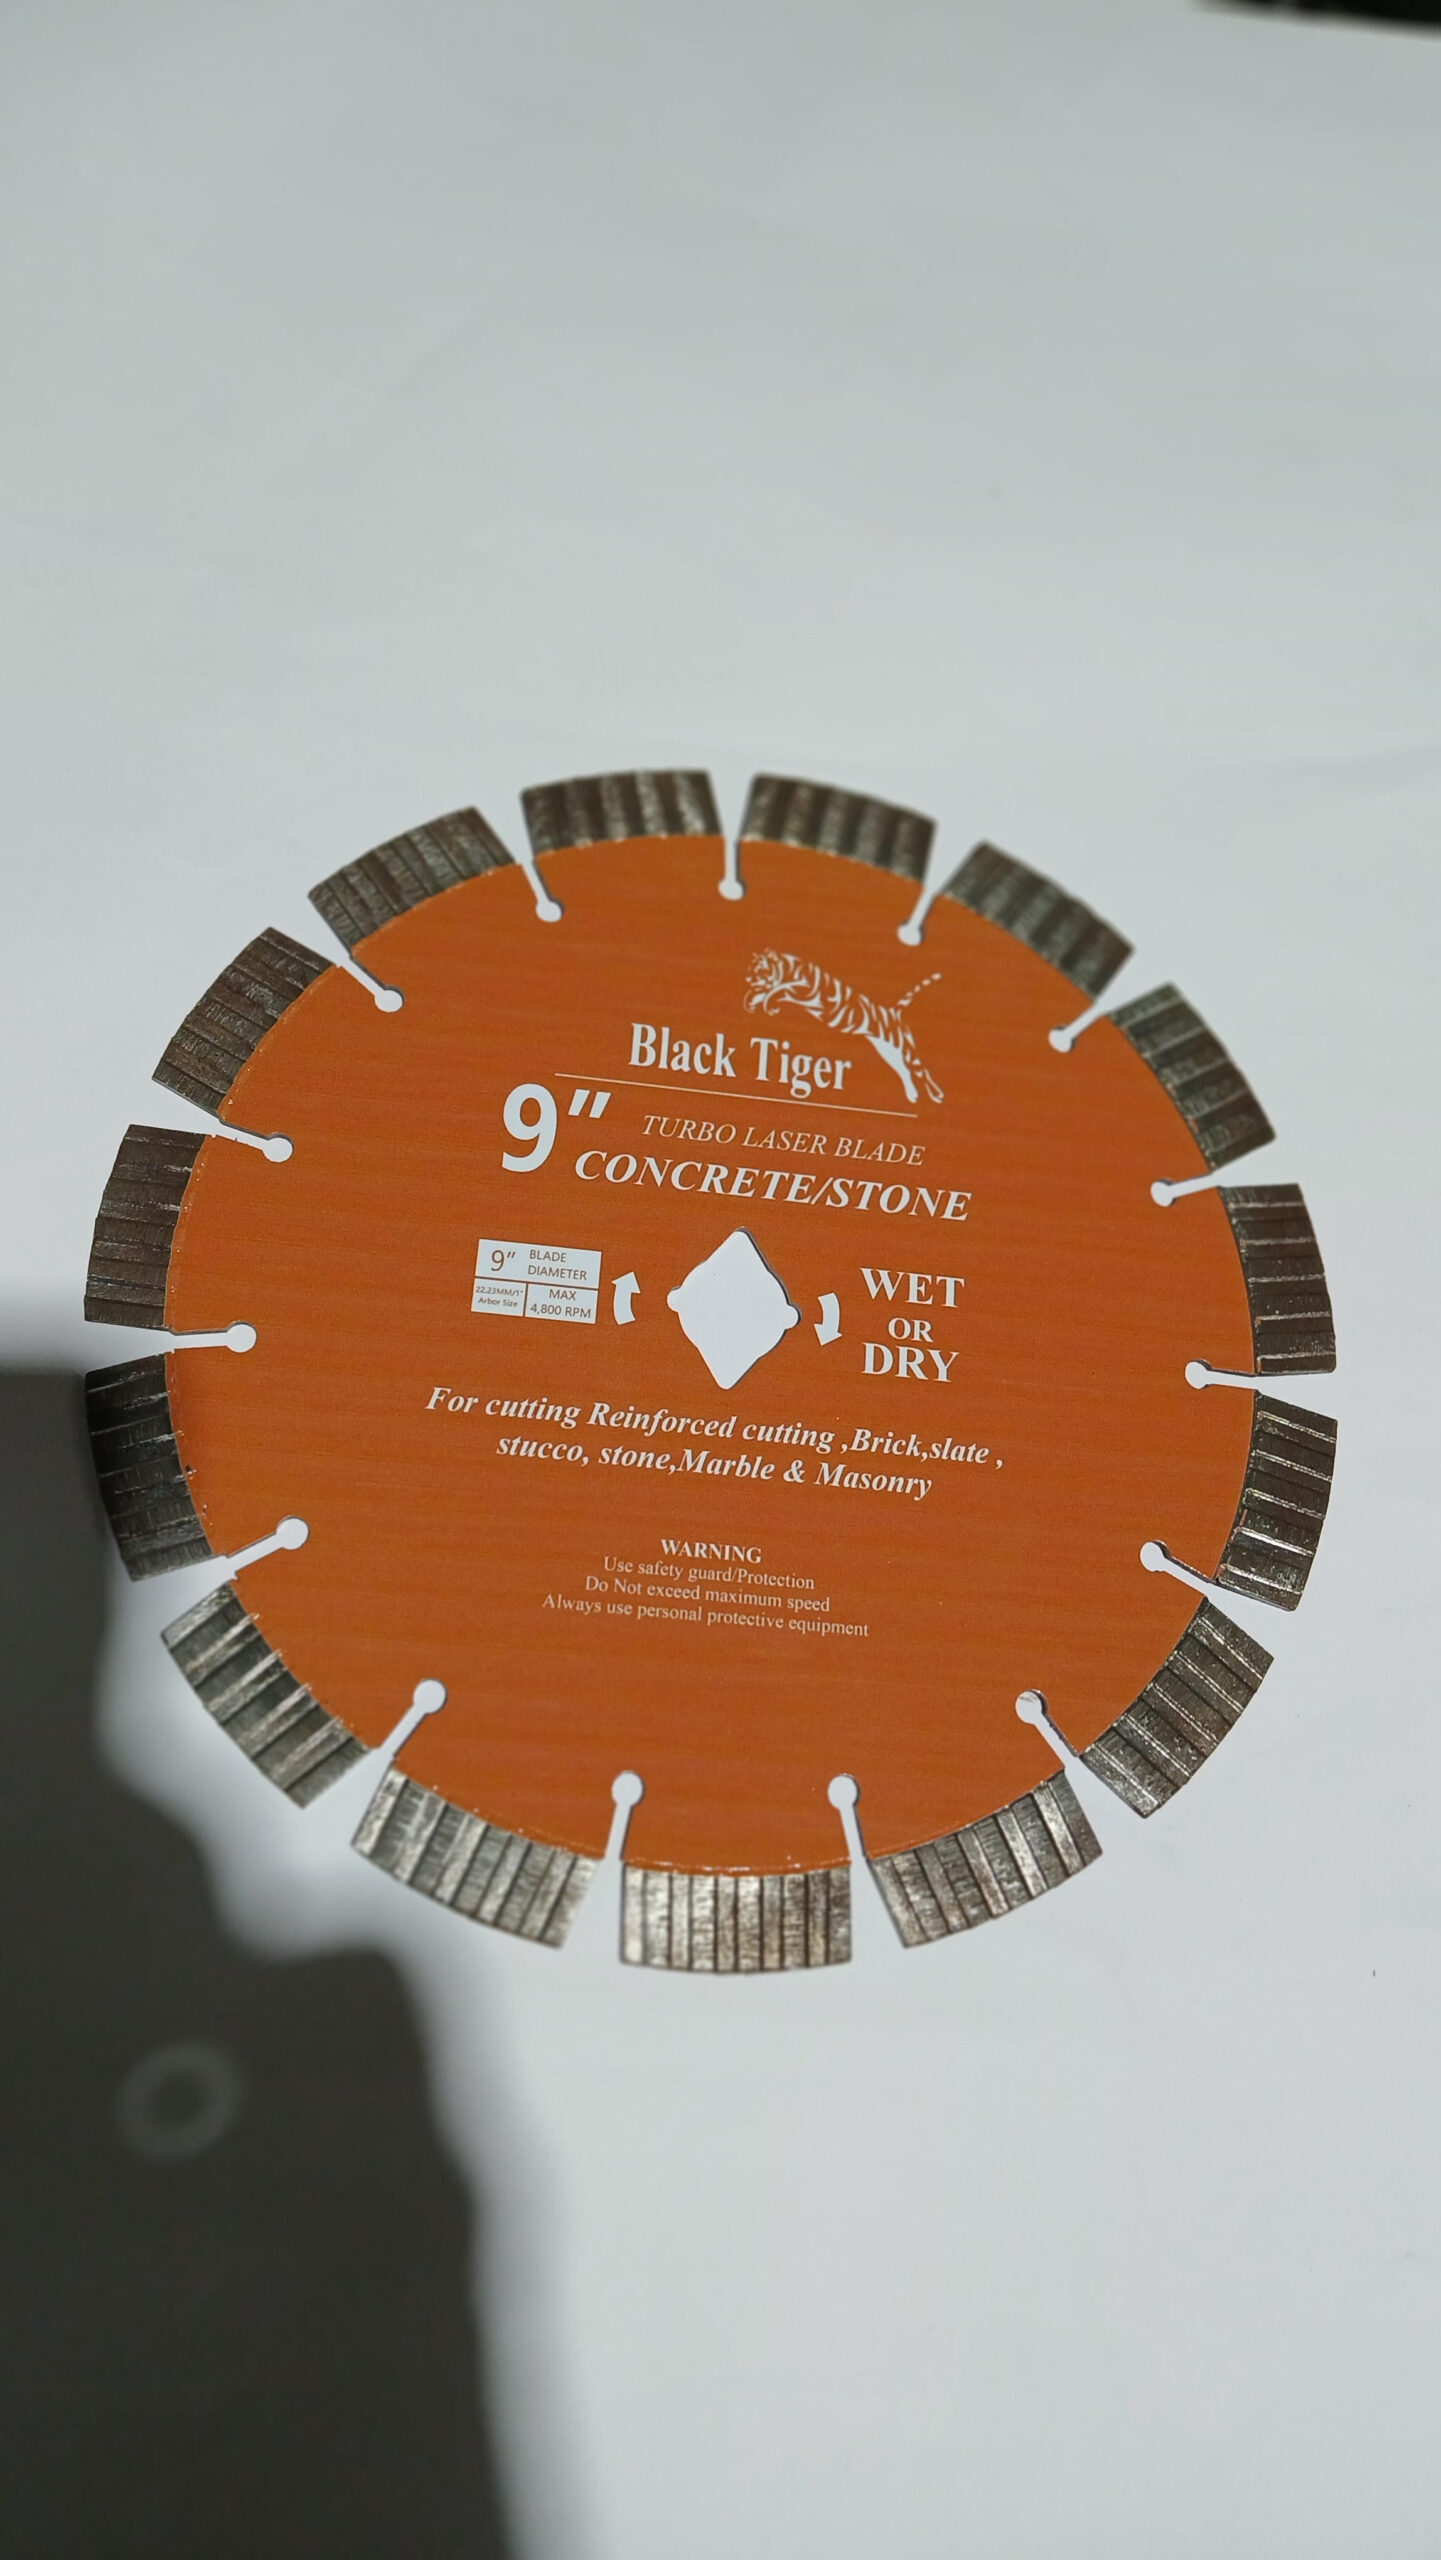 Black Tiger
9" TURBO LASER BLADE
CONCRETE/STONE
9" BLADE
DIAMETER
22.23MM/1"
Arbor Size
MAX
4,800 RPM
WET
OR
DRY
For cutting Reinforced cutting ,Brick,slate ,
stucco, stone,Marble & Masonry
WARNING
Use safety guard/Protection
Do Not exceed maximum speed
Always use personal protective equipment